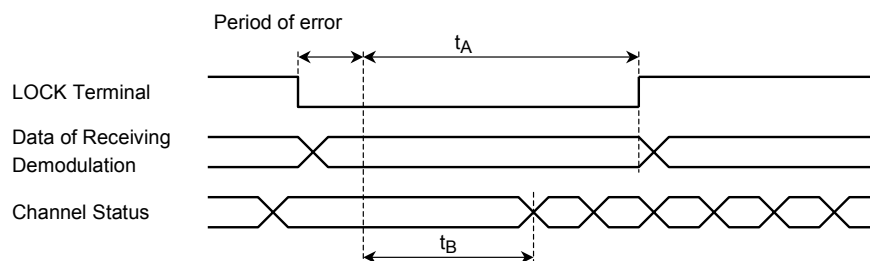 Period of error
tA
LOCK Terminal
Data of Receiving
Demodulation
Channel Status
tB